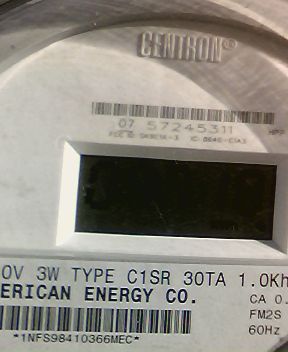 CENTRON®
07 57245311
0V 3W TYPE C1SR 30TA 1.0Kh
ERICAN ENERGY CO.
CA 0.
FM2S
60Hz
*1NFS98410366MEC*